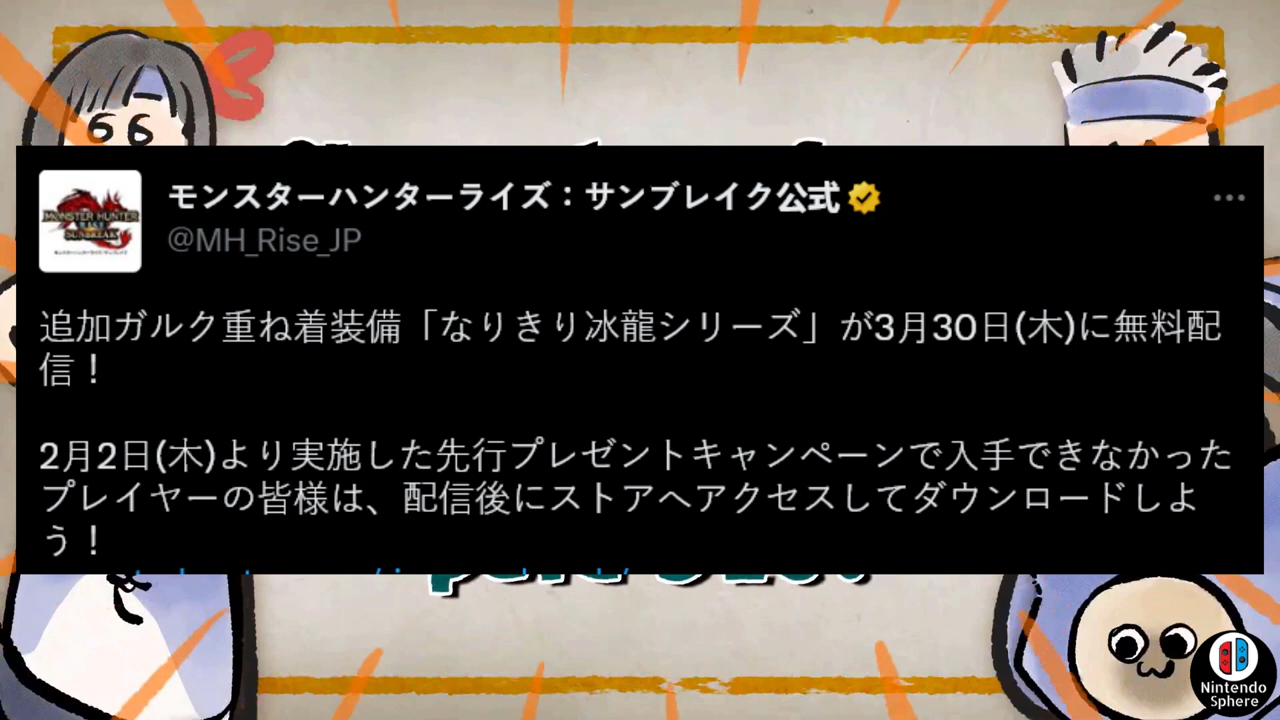 モンスターハンターライズ：サンブレイク公式
@MH_Rise_JP
MONSTER HUNTER
RISE
SUNBREAK
追加ガルク重ね着装備「なりきり冰龍シリーズ」が3月30日(木)に無料配
信！
2月2日(木)より実施した先行プレゼントキャンペーンで入手できなかった
プレイヤーの皆様は、配信後にストアへアクセスしてダウンロードしよ
う！
Nintendo
Sphere